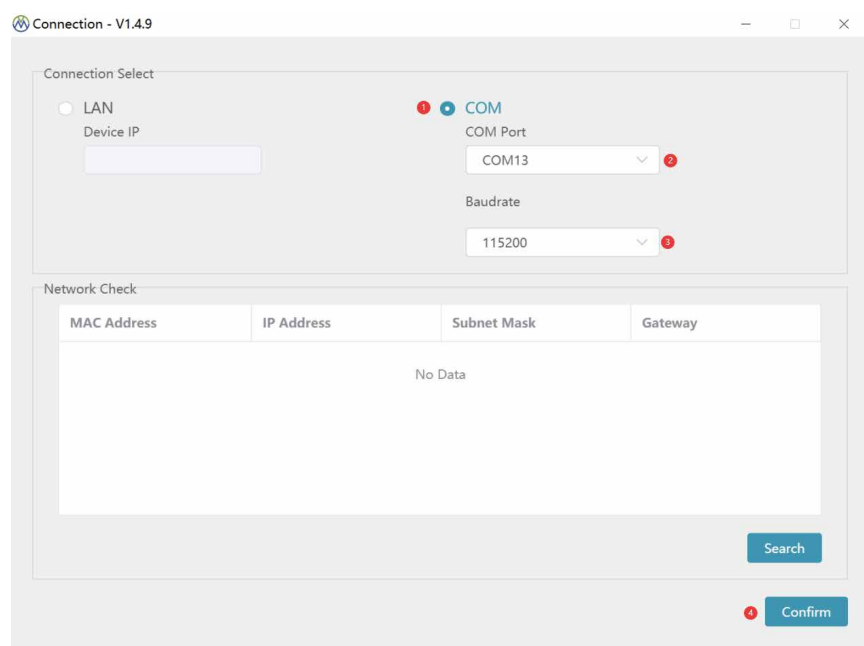 Connection - V1.4.9
Connection Select
LAN
1 COM
Device IP
COM Port
COM13 2
Baudrate
115200 3
Network Check
MAC Address IP Address Subnet Mask Gateway
No Data
Search
4 Confirm